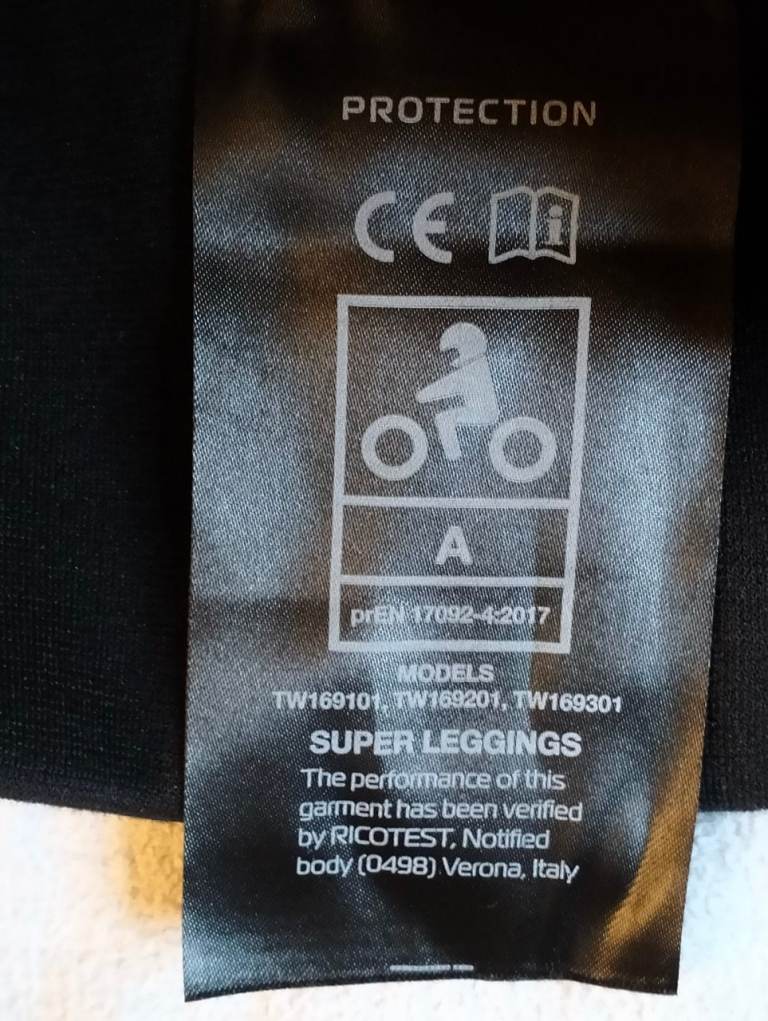 PROTECTION
CE i
A
prEN 17092-4:2017
MODELS
TW169101, TW169201, TW169301
SUPER LEGGINGS
The performance of this
garment has been verified
by RICOTEST, Notified
body (0498) Verona, Italy